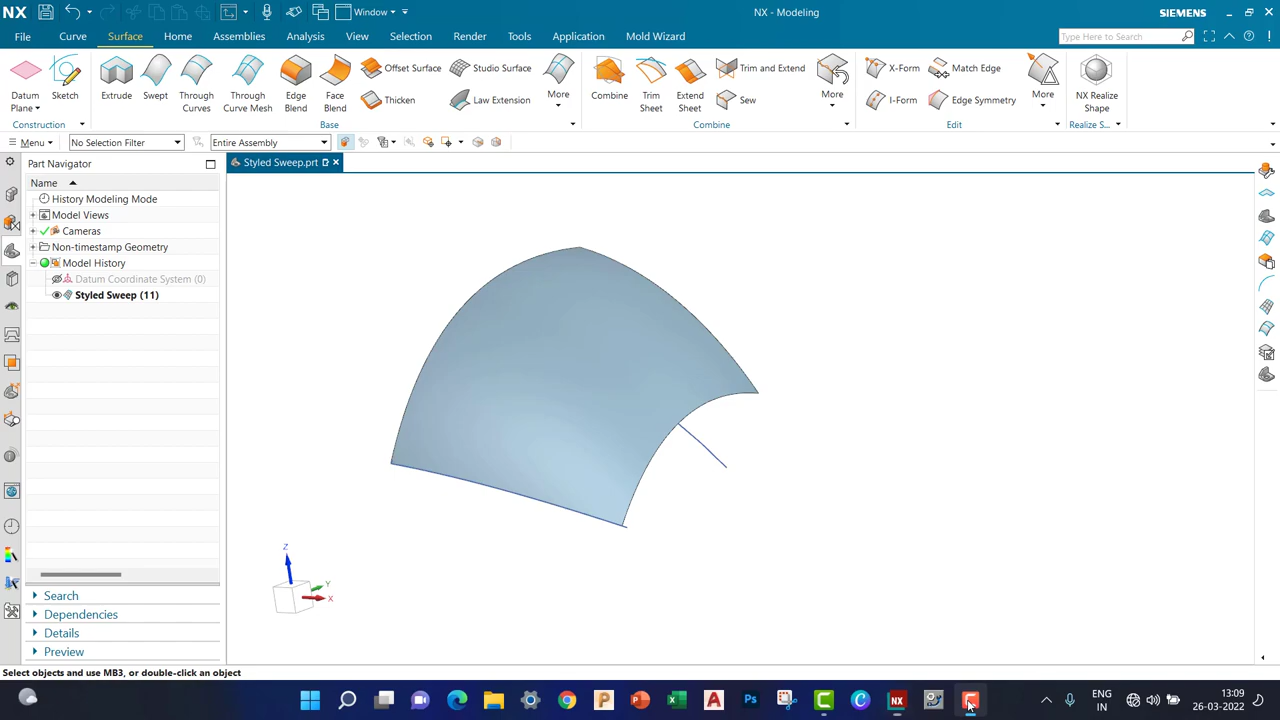 NX
Window
NX - Modeling
SIEMENS
File
Curve
Surface
Home
Assemblies
Analysis
View
Selection
Render
Tools
Application
Mold Wizard
Type Here to Search
Datum
Plane
Sketch
Construction
Extrude
Swept
Through
Curves
Through
Curve Mesh
Edge
Blend
Face
Blend
Offset Surface
Thicken
Studio Surface
Law Extension
More
Base
Combine
Trim
Sheet
Extend
Sheet
Trim and Extend
Sew
More
Combine
X-Form
I-Form
Match Edge
Edge Symmetry
More
Edit
NX Realize
Shape
Realize S...
Menu
No Selection Filter
Entire Assembly
Part Navigator
Styled Sweep.prt
Name
History Modeling Mode
Model Views
Cameras
Non-timestamp Geometry
Model History
Datum Coordinate System (0)
Styled Sweep (11)
Z
Y
X
Search
Dependencies
Details
Preview
Select objects and use MB3, or double-click an object
ENG
IN
13:09
26-03-2022